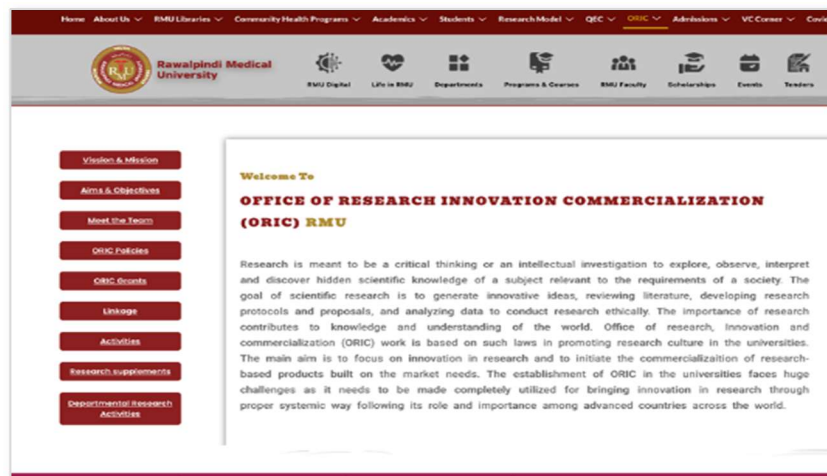 Home About Us RMU Libraries Community Health Programs Academics Students Research Model QEC ORIC Admissions VC Corner
Rawalpindi Medical
University
RMU Digital Life in RMU Departments Programs & Courses RMU Faculty Scholarships Events Tenders
Vission & Mission
Aims & Objectives
Meet the Team
ORIC Policies
ORIC Grants
Linkage
Activities
Research supplements
Departmental Research
Activities
Welcome To
OFFICE OF RESEARCH INNOVATION COMMERCIALIZATION
(ORIC) RMU
Research is meant to be a critical thinking or an intellectual investigation to explore, observe, interpret
and discover hidden scientific knowledge of a subject relevant to the requirements of a society. The
goal of scientific research is to generate innovative ideas, reviewing literature, developing research
protocols and proposals, and analyzing data to conduct research ethically. The importance of research
contributes to knowledge and understanding of the world. Office of research, Innovation and
commercialization (ORIC) work is based on such laws in promoting research culture in the universities.
The main aim is to focus on innovation in research and to initiate the commercializaition of research-
based products built on the market needs. The establishment of ORIC in the universities faces huge
challenges as it needs to be made completely utilized for bringing innovation in research through
proper systemic way following its role and importance among advanced countries across the world.